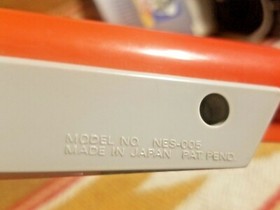 MODEL NO. NES-005
MADE IN JAPAN PAT. PEND.